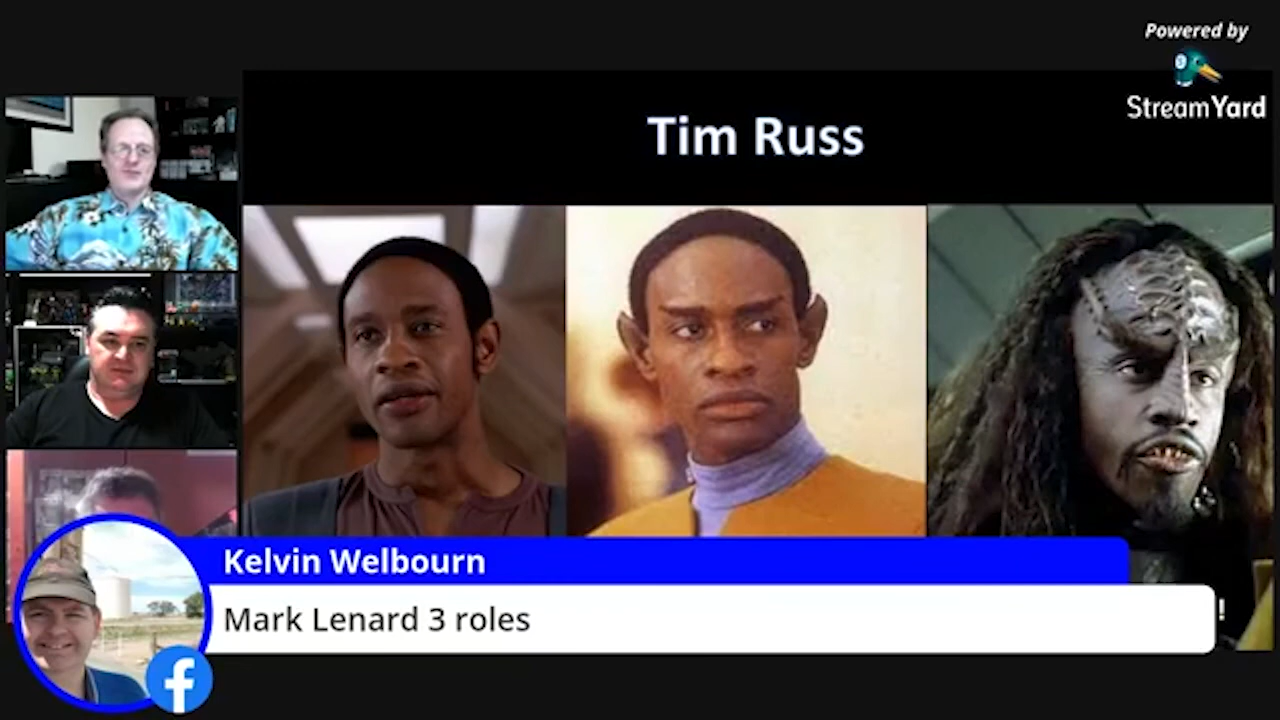 Powered by
StreamYard
Tim Russ
Kelvin Welbourn
Mark Lenard 3 roles
!